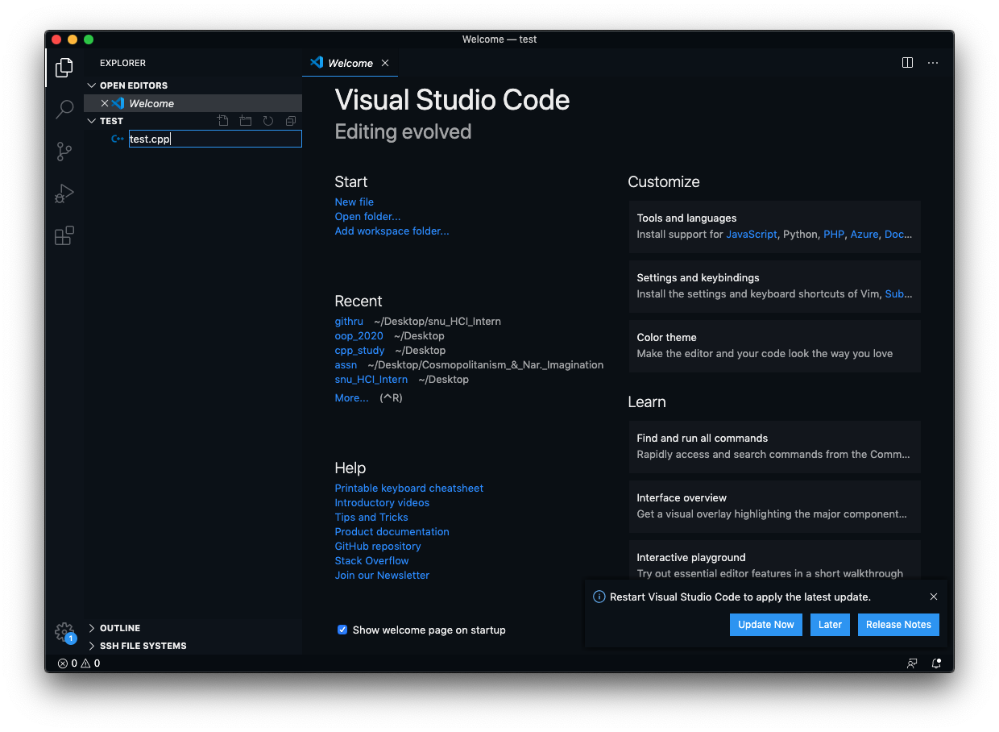 Welcome — test
EXPLORER
OPEN EDITORS
Welcome
TEST
C++ test.cpp
OUTLINE
SSH FILE SYSTEMS
0 0
1
Welcome
Visual Studio Code
Editing evolved
Start
New file
Open folder...
Add workspace folder...
Recent
githru ~/Desktop/snu_HCI_Intern
oop_2020 ~/Desktop
cpp_study ~/Desktop
assn ~/Desktop/Cosmopolitanism_&_Nar._Imagination
snu_HCI_Intern ~/Desktop
More... (^R)
Help
Printable keyboard cheatsheet
Introductory videos
Tips and Tricks
Product documentation
GitHub repository
Stack Overflow
Join our Newsletter
Show welcome page on startup
Customize
Tools and languages
Install support for JavaScript, Python, PHP, Azure, Doc...
Settings and keybindings
Install the settings and keyboard shortcuts of Vim, Sub...
Color theme
Make the editor and your code look the way you love
Learn
Find and run all commands
Rapidly access and search commands from the Comm...
Interface overview
Get a visual overlay highlighting the major component...
Interactive playground
Try out essential editor features in a short walkthrough
Restart Visual Studio Code to apply the latest update.
Update Now Later Release Notes